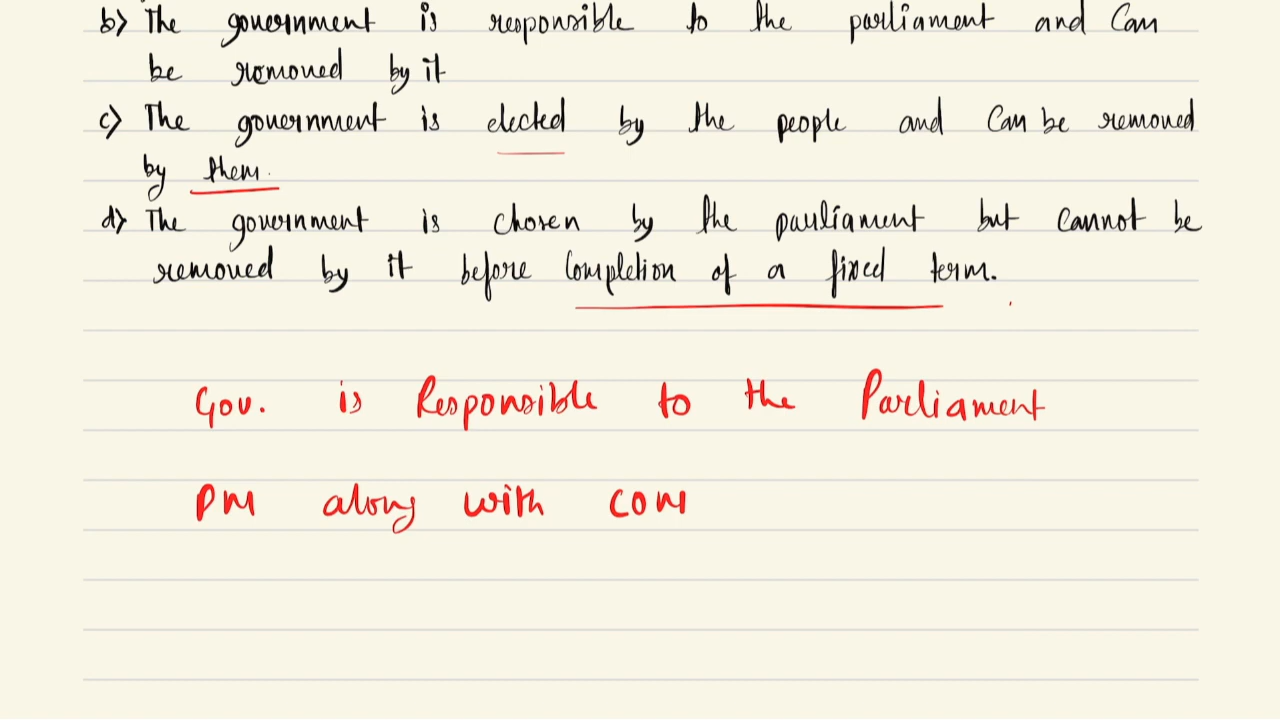 b) The government is responsible to the parliament and Can
be removed by it
c) The government is elected by the people and Can be removed
by them.
d) The government is chosen by the parliament but cannot be
removed by it before Completion of a fixed term.
Gov. is Responsible to the Parliament
PM along with COM